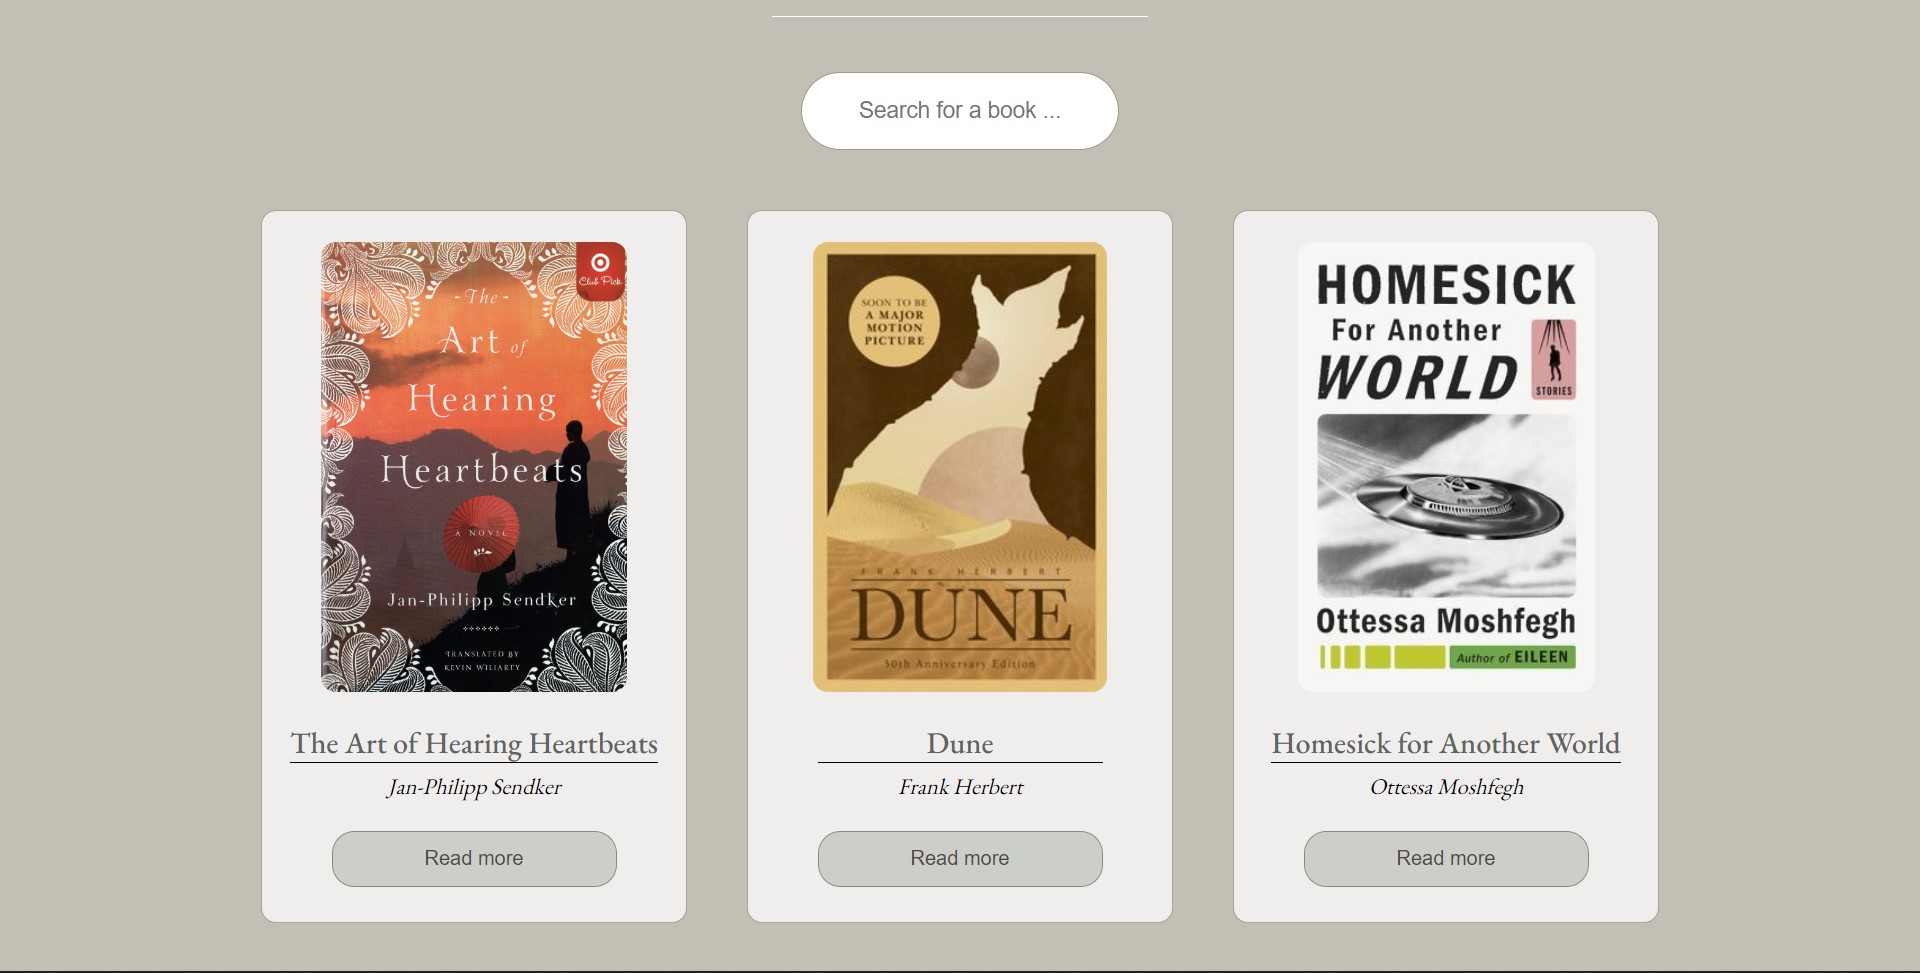 Search for a book ...
Club Pick
-The-
Art of
Hearing
Heartbeats
A NOVEL
Jan-Philipp Sendker
TRANSLATED BY
KEVIN WILIARTY
The Art of Hearing Heartbeats
Jan-Philipp Sendker
Read more
SOON TO BE
A MAJOR
MOTION
PICTURE
FRANK HERBERT
DUNE
50th Anniversary Edition
Dune
Frank Herbert
Read more
HOMESICK
For Another
WORLD
STORIES
Ottessa Moshfegh
Author of EILEEN
Homesick for Another World
Ottessa Moshfegh
Read more